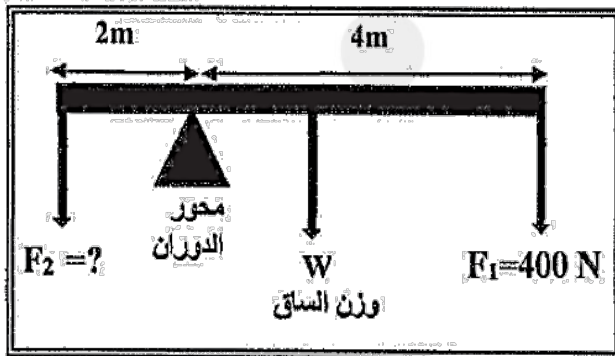 2m 4m
محور
الدوران
F₂ =?
W
وزن الساق
F₁=400 N